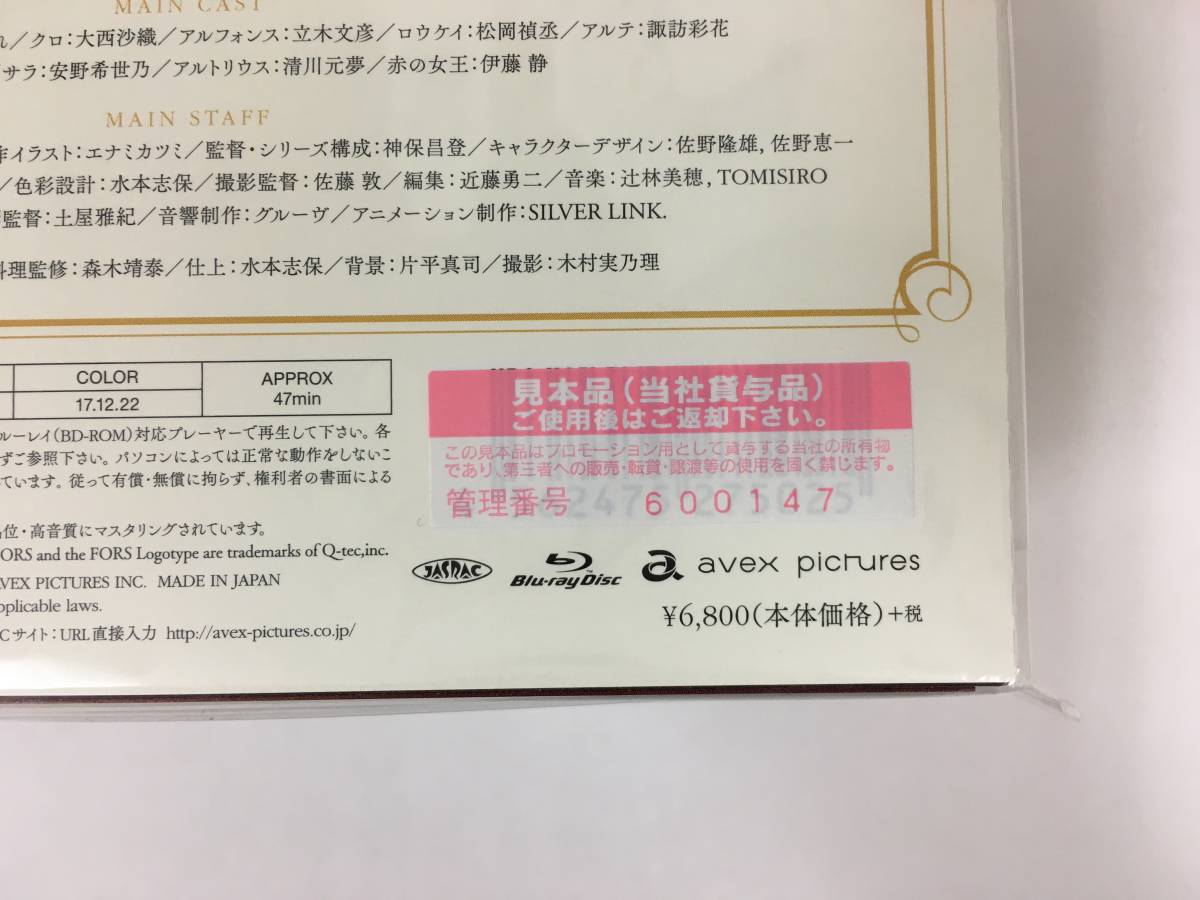 MAIN CAST
/クロ:大西沙織/アルフォンス:立木文彦/ロウケイ:松岡禎丞/アルテ:諏訪彩花
サラ:安野希世乃/アルトリウス:清川元夢/赤の女王:伊藤 静
MAIN STAFF
イラスト:エナミカツミ/監督・シリーズ構成:神保昌登/キャラクターデザイン:佐野隆雄, 佐野恵一
/色彩設計:水本志保/撮影監督:佐藤 敦/編集:近藤勇二/音楽:辻林美穂, TOMISIRO
監督:土屋雅紀/音響制作:グルーヴ/アニメーション制作:SILVER LINK.
料理監修:森木靖泰/仕上:水本志保/背景:片平真司/撮影:木村実乃理
COLOR
APPROX
47min
17.12.22
ルーレイ(BD-ROM)対応プレーヤーで再生して下さい。各
ずご参照下さい。パソコンによっては正常な動作をしないこ
ています。従って有償・無償に拘らず、権利者の書面による
位・高音質にマスタリングされています。
FORS and the FORS Logotype are trademarks of Q-tec,inc.
AVEX PICTURES INC. MADE IN JAPAN
applicable laws.
Cサイト:URL直接入力 http://avex-pictures.co.jp/
見本品(当社貸与品)
ご使用後はご返却下さい。
この見本品はプロモーション用として貸与する当社の所有物
であり、第三者への販売・転貸・譲渡等の使用を固く禁じます。
管理番号 600147
JASRAC
Blu-ray Disc
avex pictures
¥6,800(本体価格)+税